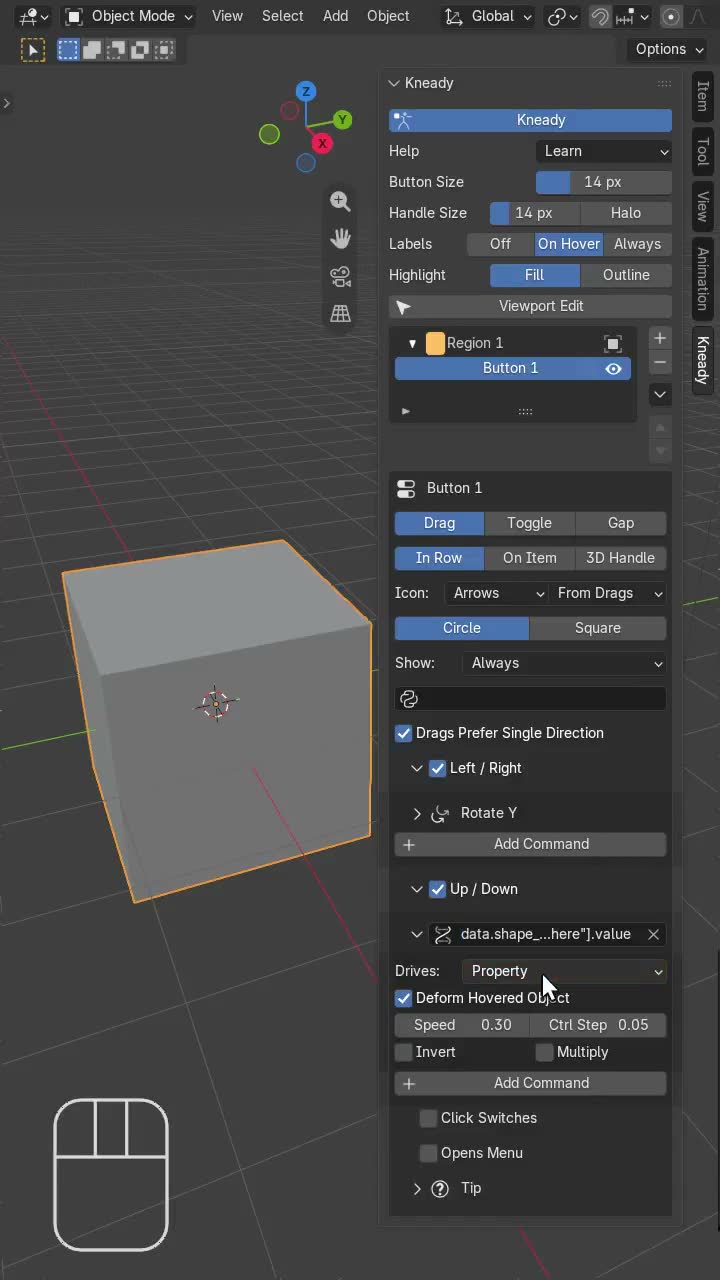 Object Mode View Select Add Object Global
Options
Kneady
Item
Tool
View
Animation
Kneady
Z
Y
X
Kneady
Help Learn
Button Size 14 px
Handle Size 14 px Halo
Labels Off On Hover Always
Highlight Fill Outline
Viewport Edit
Region 1
Button 1
Button 1
Drag Toggle Gap
In Row On Item 3D Handle
Icon: Arrows From Drags
Circle Square
Show: Always
Drags Prefer Single Direction
Left / Right
Rotate Y
Add Command
Up / Down
data.shape_...here"].value
Drives: Property
Deform Hovered Object
Speed 0.30 Ctrl Step 0.05
Invert Multiply
Add Command
Click Switches
Opens Menu
Tip